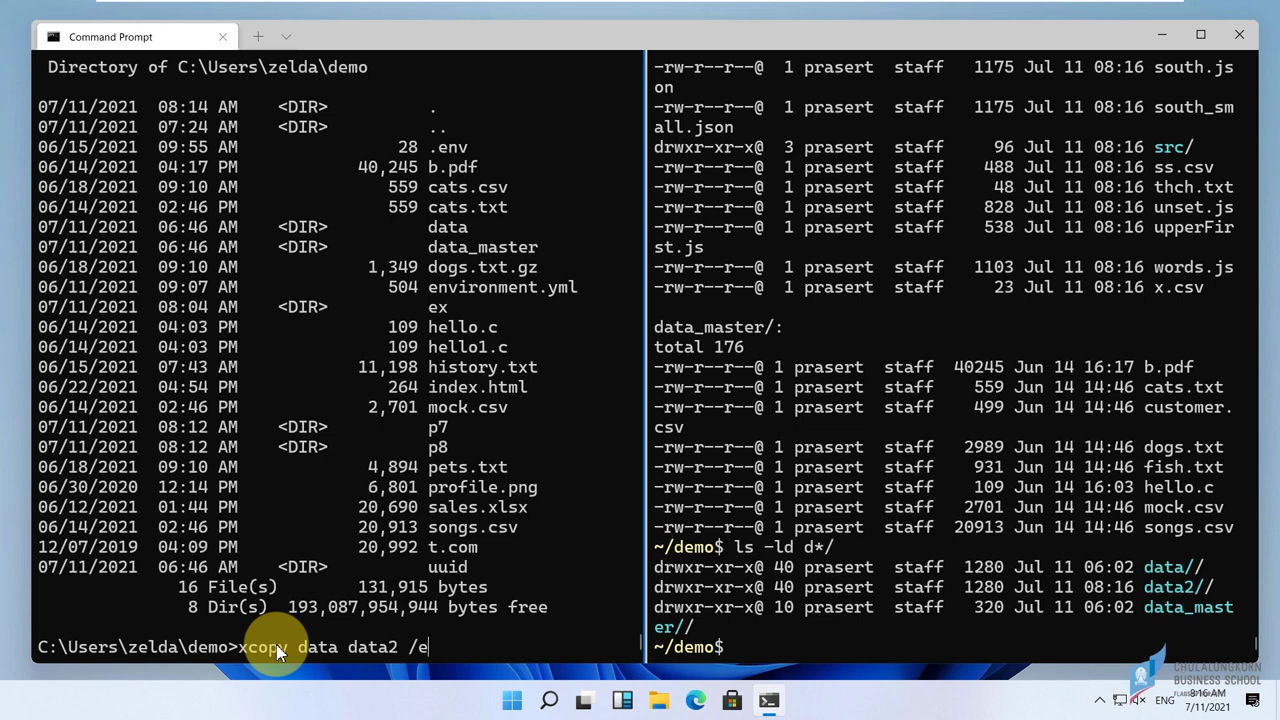 Command Prompt
Directory of C:\Users\zelda\demo
07/11/2021 08:14 AM <DIR> .
07/11/2021 07:24 AM <DIR> ..
06/15/2021 09:55 AM 28 .env
06/14/2021 04:17 PM 40,245 b.pdf
06/18/2021 09:10 AM 559 cats.csv
06/14/2021 02:46 PM 559 cats.txt
07/11/2021 06:46 AM <DIR> data
07/11/2021 06:46 AM <DIR> data_master
06/18/2021 09:10 AM 1,349 dogs.txt.gz
06/11/2021 09:07 AM 504 environment.yml
07/11/2021 08:04 AM <DIR> ex
06/14/2021 04:03 PM 109 hello.c
06/14/2021 04:03 PM 109 hello1.c
06/15/2021 07:43 AM 11,198 history.txt
06/22/2021 04:54 PM 264 index.html
06/14/2021 02:46 PM 2,701 mock.csv
07/11/2021 08:12 AM <DIR> p7
07/11/2021 08:12 AM <DIR> p8
06/18/2021 09:10 AM 4,894 pets.txt
06/30/2020 12:14 PM 6,801 profile.png
06/12/2021 01:44 PM 20,690 sales.xlsx
06/14/2021 02:46 PM 20,913 songs.csv
12/07/2019 04:09 PM 20,992 t.com
07/11/2021 06:46 AM <DIR> uuid
16 File(s) 131,915 bytes
8 Dir(s) 193,087,954,944 bytes free
C:\Users\zelda\demo>xcopy data data2 /e
-rw-r--r--@ 1 prasert staff 1175 Jul 11 08:16 south.js
on
-rw-r--r--@ 1 prasert staff 1175 Jul 11 08:16 south_sm
all.json
drwxr-xr-x@ 3 prasert staff 96 Jul 11 08:16 src/
-rw-r--r--@ 1 prasert staff 488 Jul 11 08:16 ss.csv
-rw-r--r--@ 1 prasert staff 48 Jul 11 08:16 thch.txt
-rw-r--r--@ 1 prasert staff 828 Jul 11 08:16 unset.js
-rw-r--r--@ 1 prasert staff 538 Jul 11 08:16 upperFir
st.js
-rw-r--r--@ 1 prasert staff 1103 Jul 11 08:16 words.js
-rw-r--r--@ 1 prasert staff 23 Jul 11 08:16 x.csv
data_master/:
total 176
-rw-r--r--@ 1 prasert staff 40245 Jun 14 16:17 b.pdf
-rw-r--r--@ 1 prasert staff 559 Jun 14 14:46 cats.txt
-rw-r--r--@ 1 prasert staff 499 Jun 14 14:46 customer.
csv
-rw-r--r--@ 1 prasert staff 2989 Jun 14 14:46 dogs.txt
-rw-r--r--@ 1 prasert staff 931 Jun 14 14:46 fish.txt
-rw-r--r--@ 1 prasert staff 109 Jun 14 16:03 hello.c
-rw-r--r--@ 1 prasert staff 2701 Jun 14 14:46 mock.csv
-rw-r--r--@ 1 prasert staff 20913 Jun 14 14:46 songs.csv
~/demo$ ls -ld d*/
drwxr-xr-x@ 40 prasert staff 1280 Jul 11 06:02 data//
drwxr-xr-x@ 40 prasert staff 1280 Jul 11 08:16 data2//
drwxr-xr-x@ 10 prasert staff 320 Jul 11 06:02 data_mast
er//
~/demo$
CHULALONGKORN
BUSINESS SCHOOL
ENG
8:16 AM
7/11/2021